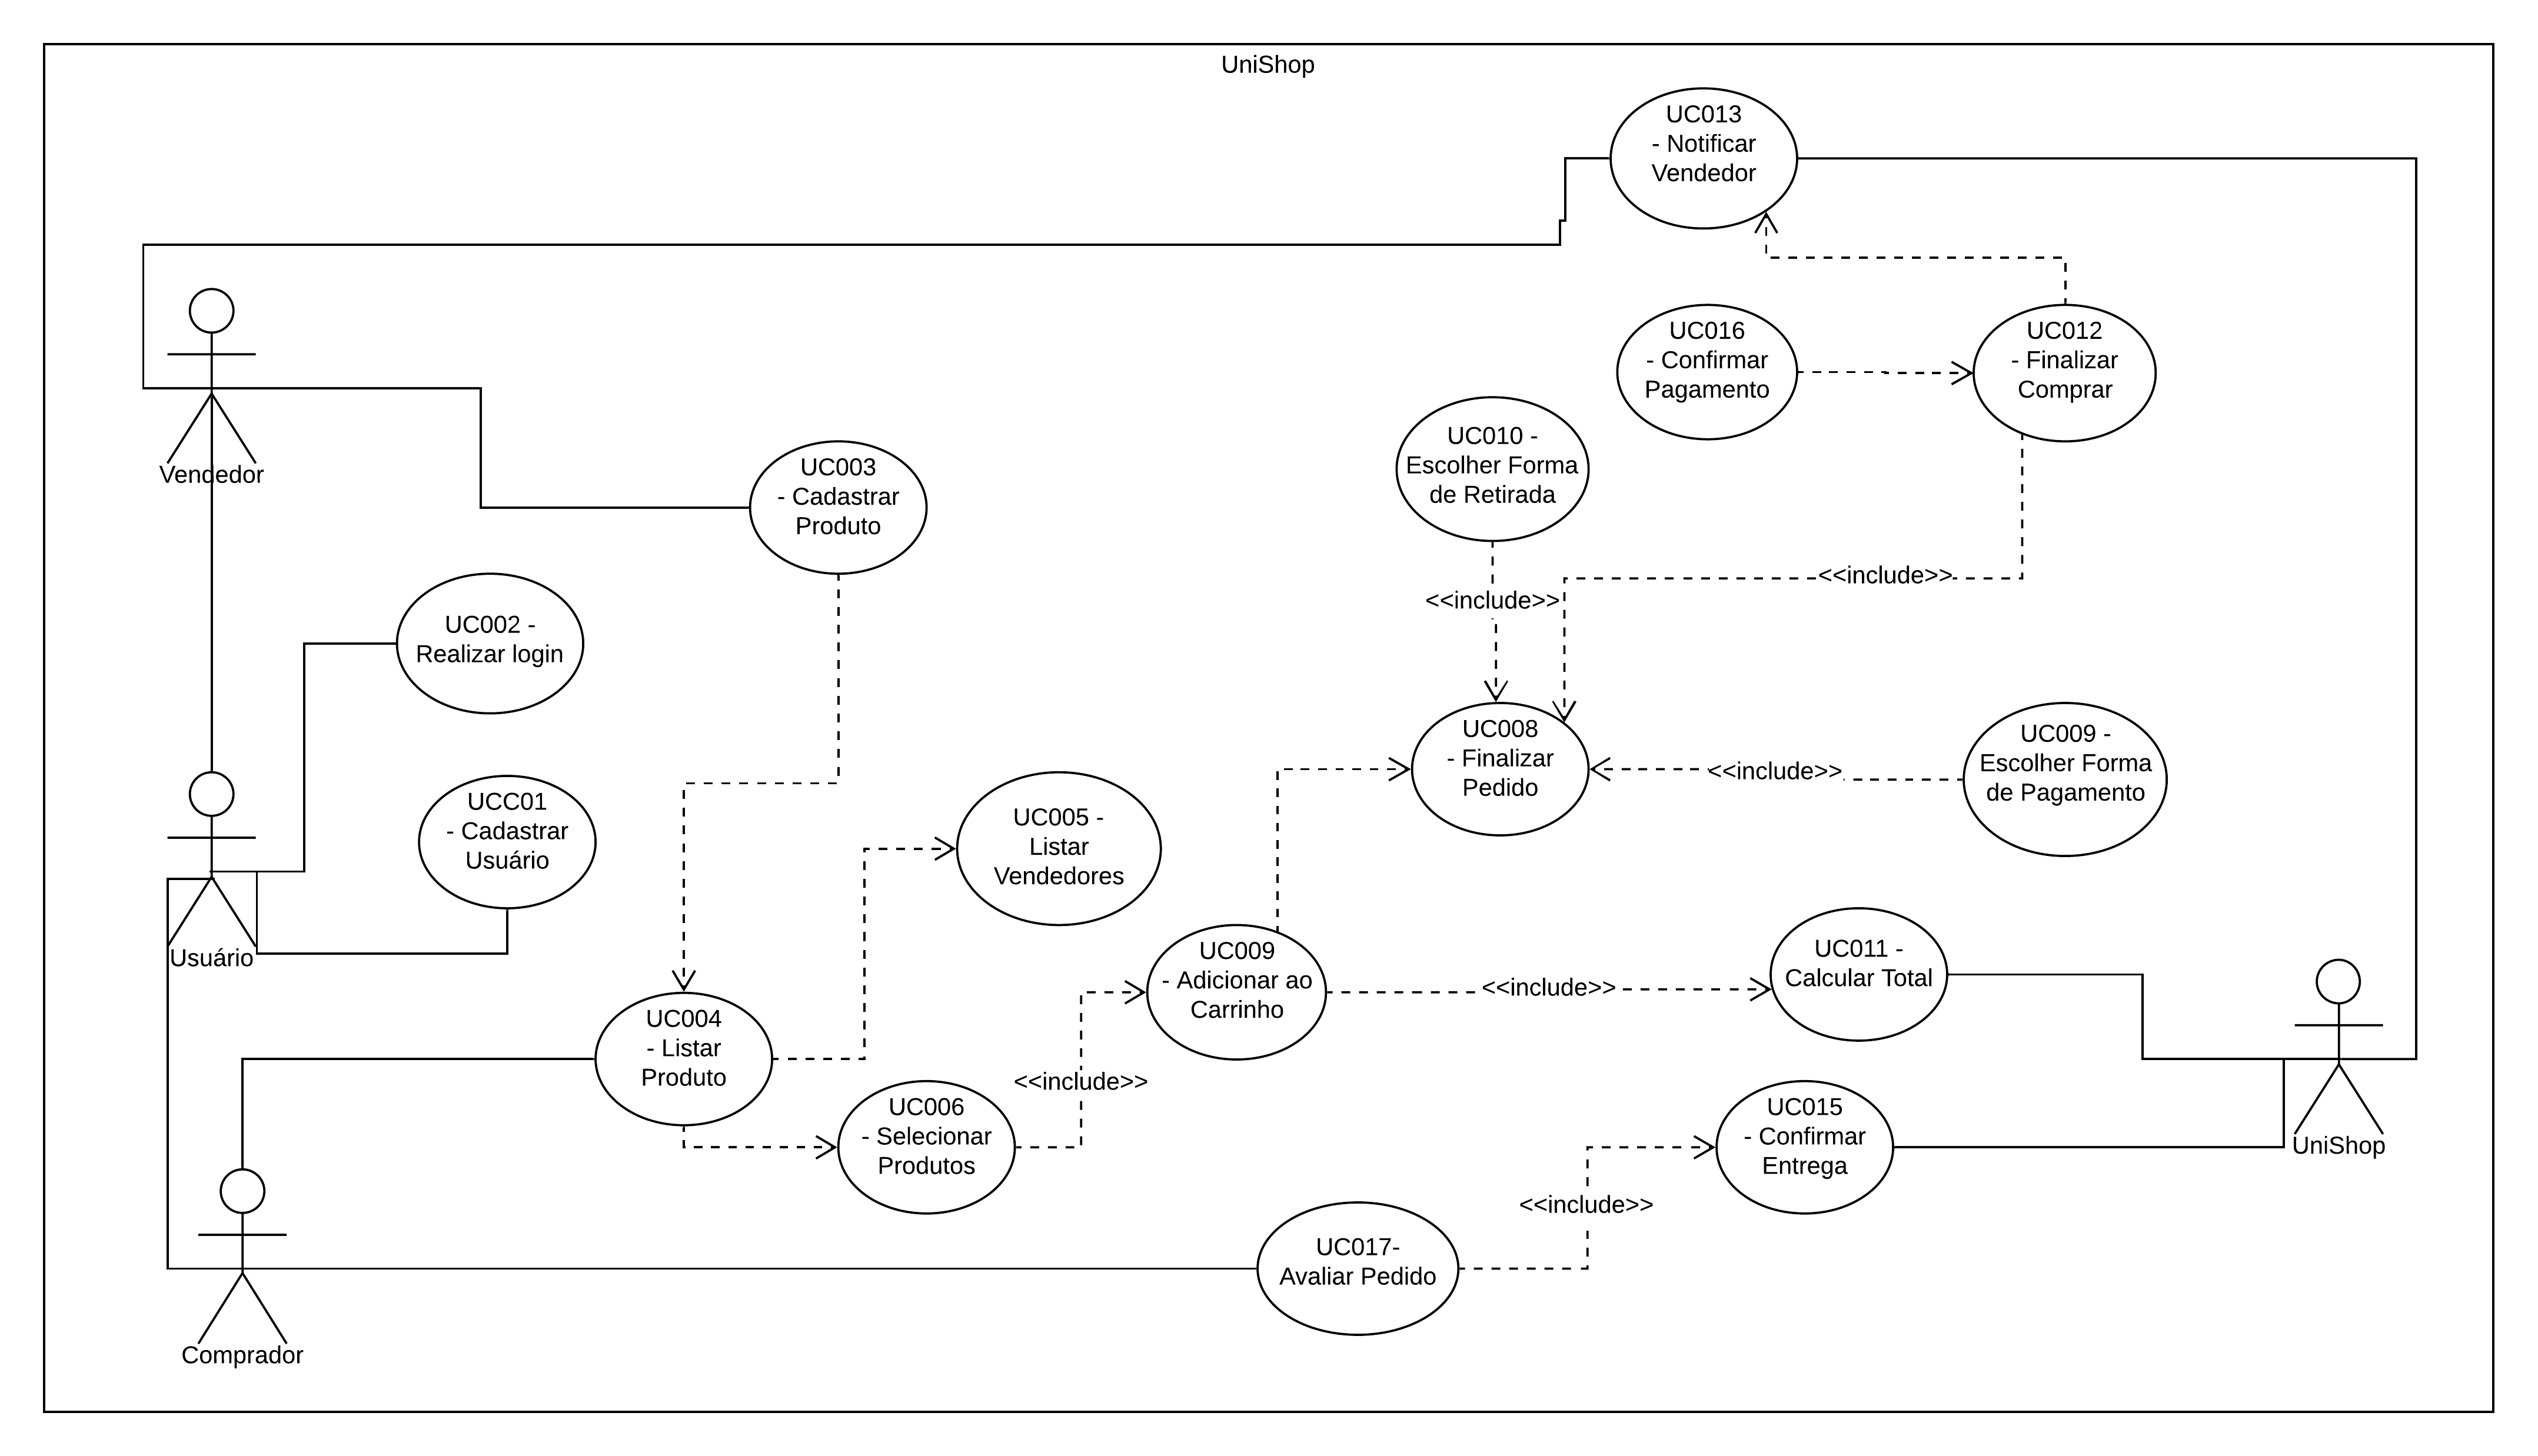 UniShop
UC013
- Notificar
Vendedor
UC016
- Confirmar
Pagamento
UC012
- Finalizar
Comprar
UC010 -
Escolher Forma
de Retirada
Vendedor
UC003
- Cadastrar
Produto
<<include>>
<<include>>
UC002 -
Realizar login
UC008
- Finalizar
Pedido
<<include>>
UC009 -
Escolher Forma
de Pagamento
UCC01
- Cadastrar
Usuário
UC005 -
Listar
Vendedores
Usuário
UC009
- Adicionar ao
Carrinho
<<include>>
UC011 -
Calcular Total
UC004
- Listar
Produto
<<include>>
UC006
- Selecionar
Produtos
UC015
- Confirmar
Entrega
UniShop
<<include>>
UC017-
Avaliar Pedido
Comprador